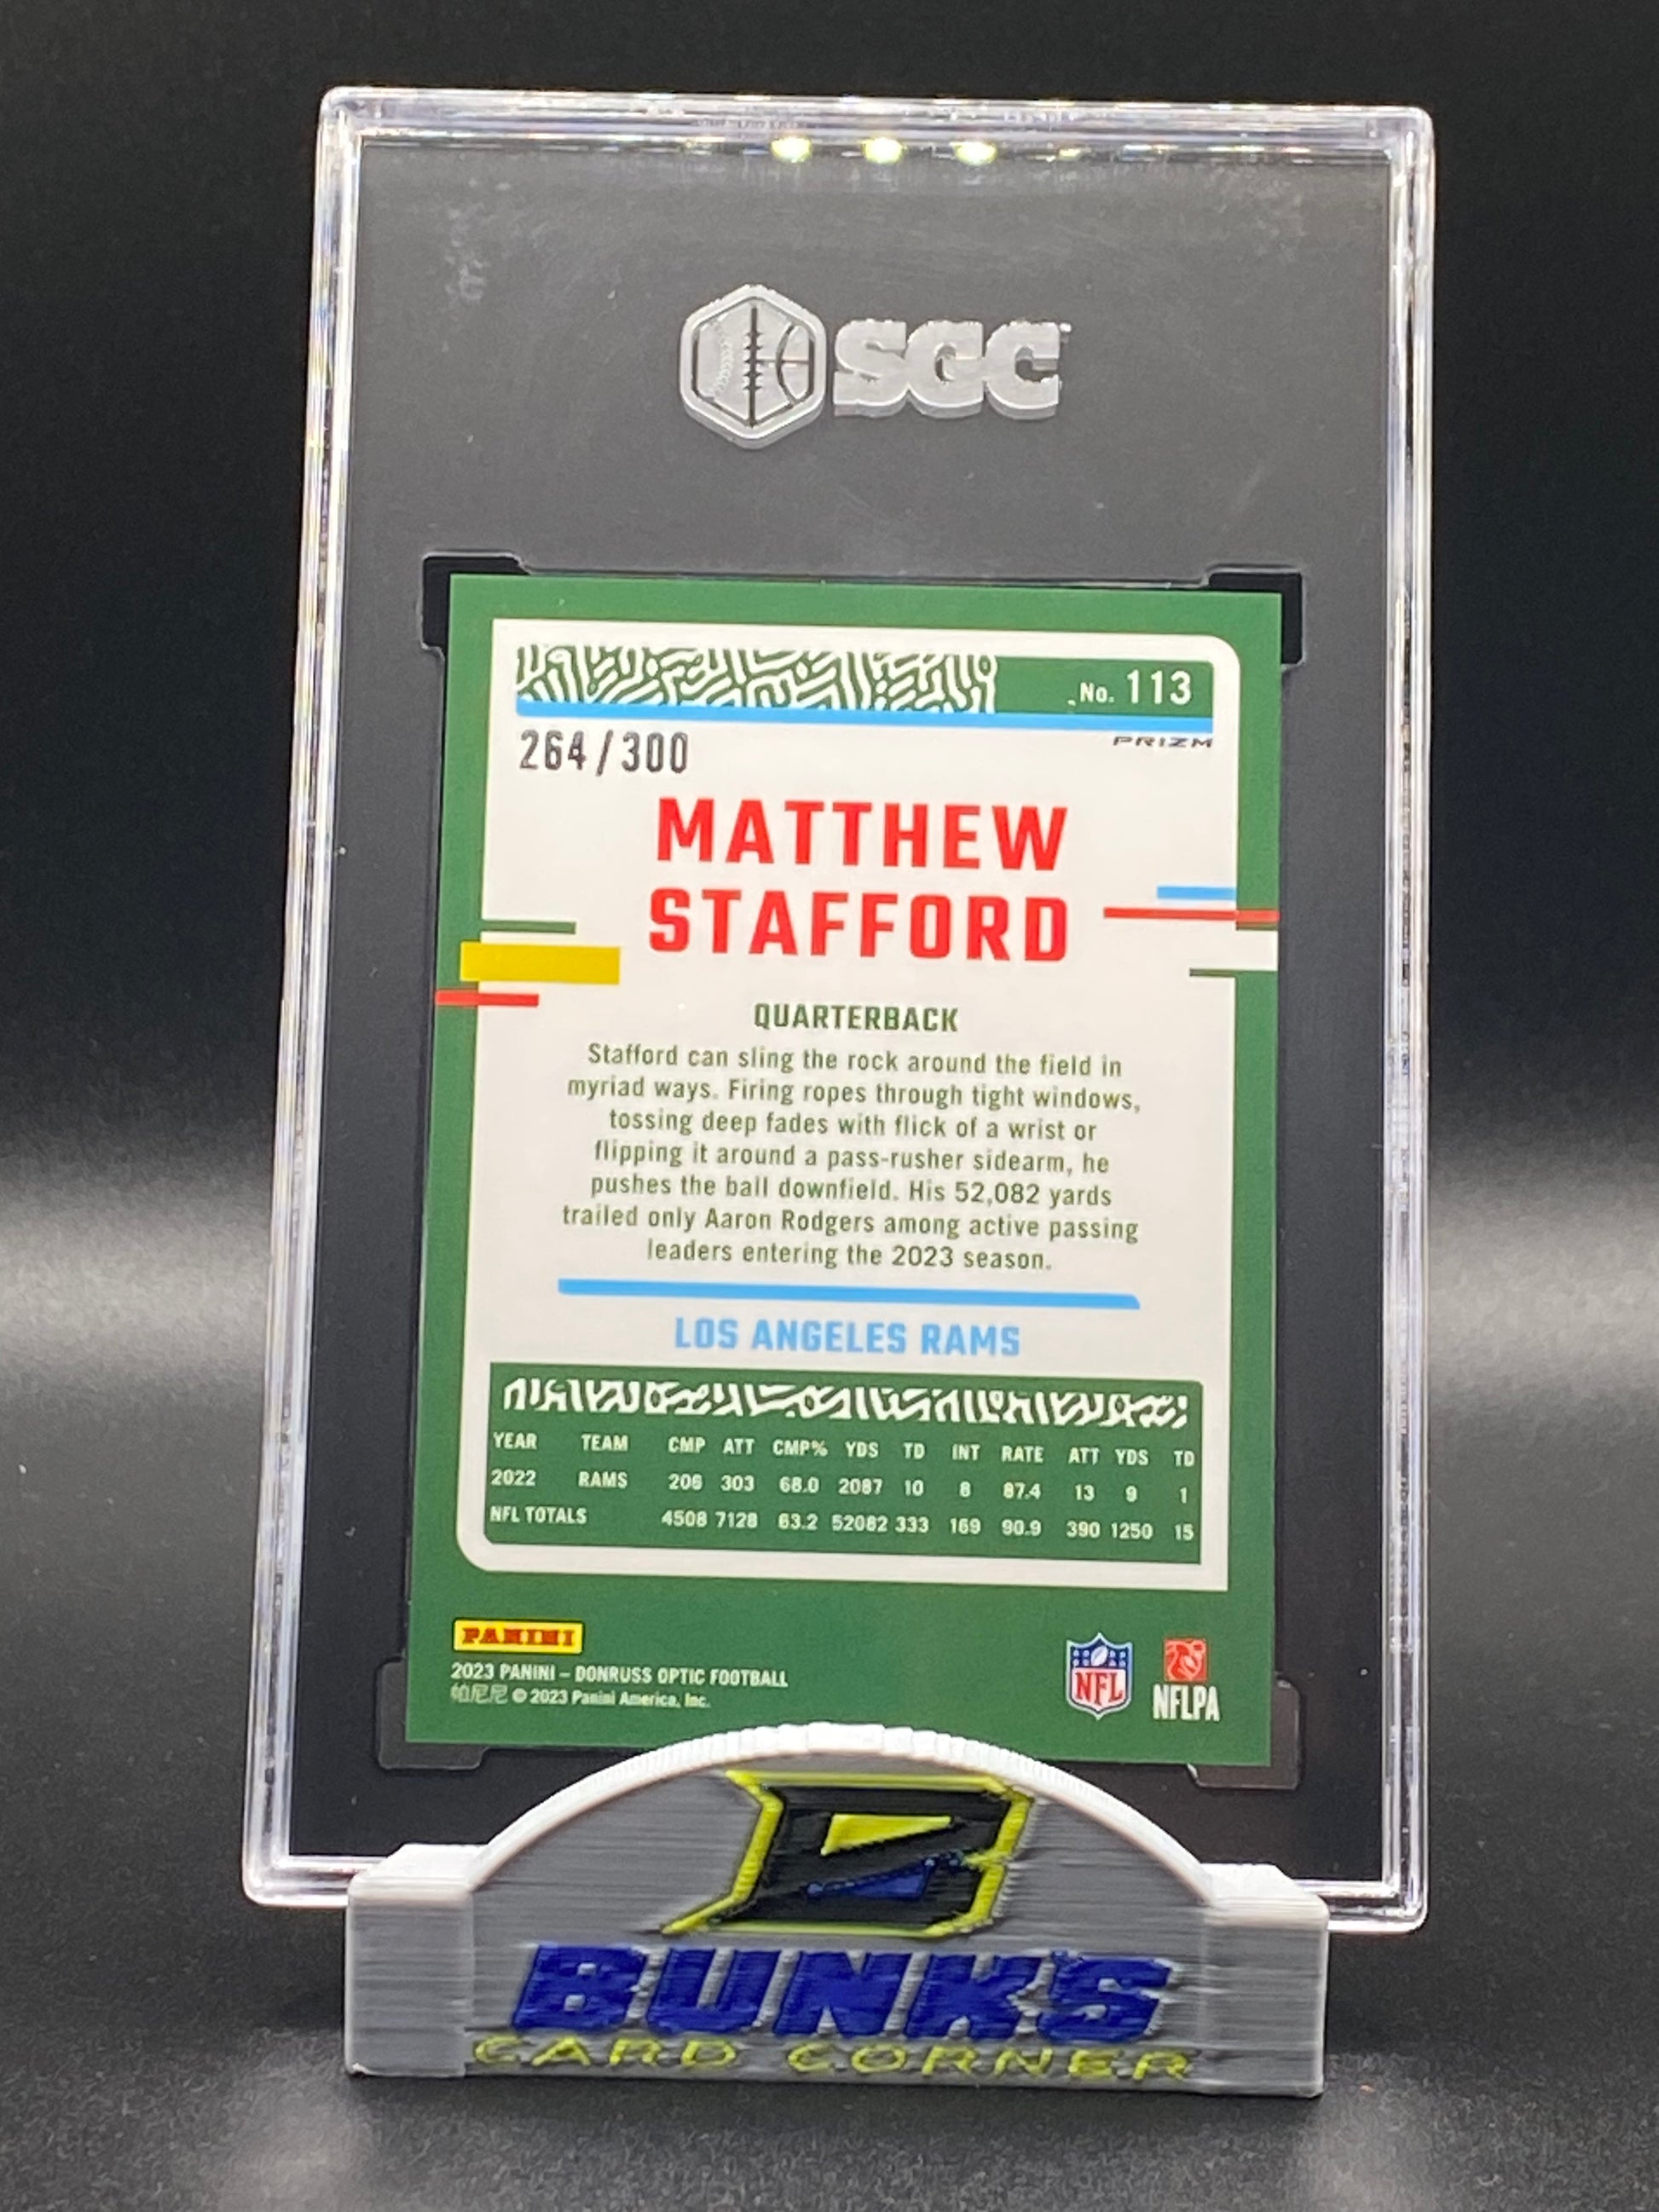 SGC
No. 113
PRIZM
264/300
MATTHEW
STAFFORD
QUARTERBACK
Stafford can sling the rock around the field in
myriad ways. Firing ropes through tight windows,
tossing deep fades with flick of a wrist or
flipping it around a pass-rusher sidearm, he
pushes the ball downfield. His 52,082 yards
trailed only Aaron Rodgers among active passing
leaders entering the 2023 season.
LOS ANGELES RAMS
YEAR TEAM CMP ATT CMP% YDS TD INT RATE ATT YDS TD
2022 RAMS 206 303 68.0 2087 10 8 87.4 13 9 1
NFL TOTALS 4508 7128 63.2 52082 333 169 90.9 390 1250 15
PANINI
2023 PANINI – DONRUSS OPTIC FOOTBALL
帕尼尼 © 2023 Panini America, Inc.
NFL
NFLPA
B
BUNKS
CARD CORNER